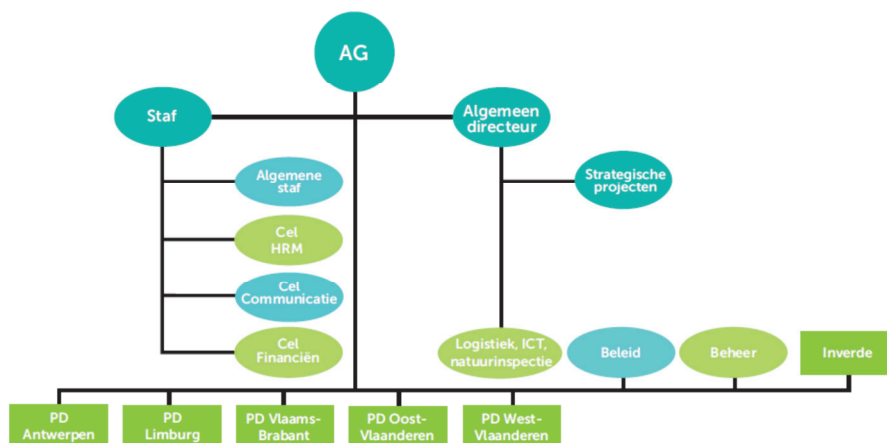 AG
Staf
Algemeen
directeur
Algemene
staf
Strategische
projecten
Cel
HRM
Cel
Communicatie
Cel
Financiën
Logistiek, ICT,
natuurinspectie
Beleid
Beheer
Inverde
PD
Antwerpen
PD
Limburg
PD Vlaams-
Brabant
PD Oost-
Vlaanderen
PD West-
Vlaanderen